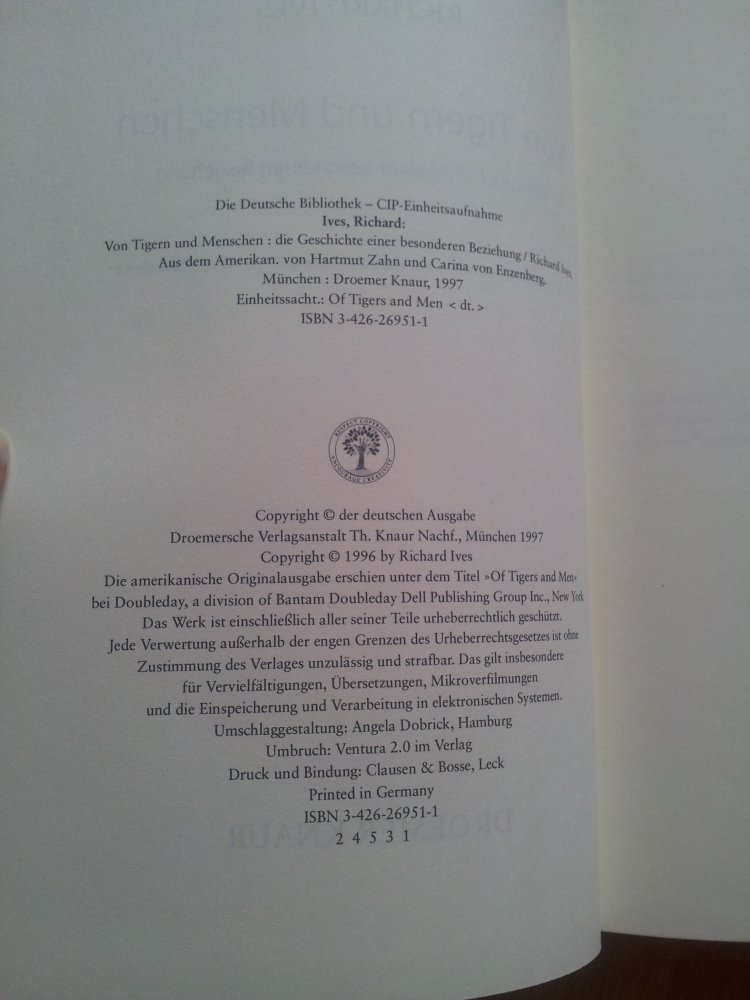 Die Deutsche Bibliothek – CIP-Einheitsaufnahme
Ives, Richard:
Von Tigern und Menschen : die Geschichte einer besonderen Beziehung / Richard Ives.
Aus dem Amerikan. von Hartmut Zahn und Carina von Enzenberg.
München : Droemer Knaur, 1997
Einheitssacht.: Of Tigers and Men < dt. >
ISBN 3-426-26951-1
RESPECT COPYRIGHT
ENCOURAGE CREATIVITY
Copyright © der deutschen Ausgabe
Droemersche Verlagsanstalt Th. Knaur Nachf., München 1997
Copyright © 1996 by Richard Ives
Die amerikanische Originalausgabe erschien unter dem Titel »Of Tigers and Men«
bei Doubleday, a division of Bantam Doubleday Dell Publishing Group Inc., New York
Das Werk ist einschließlich aller seiner Teile urheberrechtlich geschützt.
Jede Verwertung außerhalb der engen Grenzen des Urheberrechtsgesetzes ist ohne
Zustimmung des Verlages unzulässig und strafbar. Das gilt insbesondere
für Vervielfältigungen, Übersetzungen, Mikroverfilmungen
und die Einspeicherung und Verarbeitung in elektronischen Systemen.
Umschlaggestaltung: Angela Dobrick, Hamburg
Umbruch: Ventura 2.0 im Verlag
Druck und Bindung: Clausen & Bosse, Leck
Printed in Germany
ISBN 3-426-26951-1
2 4 5 3 1